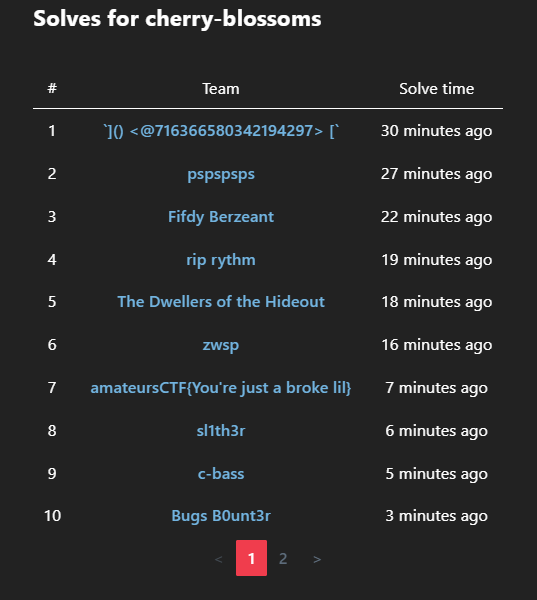 Solves for cherry-blossoms
# Team Solve time
1 `]() <@716366580342194297> [` 30 minutes ago
2 pspspsps 27 minutes ago
3 Fifdy Berzeant 22 minutes ago
4 rip rythm 19 minutes ago
5 The Dwellers of the Hideout 18 minutes ago
6 zwsp 16 minutes ago
7 amateursCTF{You're just a broke lil} 7 minutes ago
8 sl1th3r 6 minutes ago
9 c-bass 5 minutes ago
10 Bugs B0unt3r 3 minutes ago
< 1 2 >